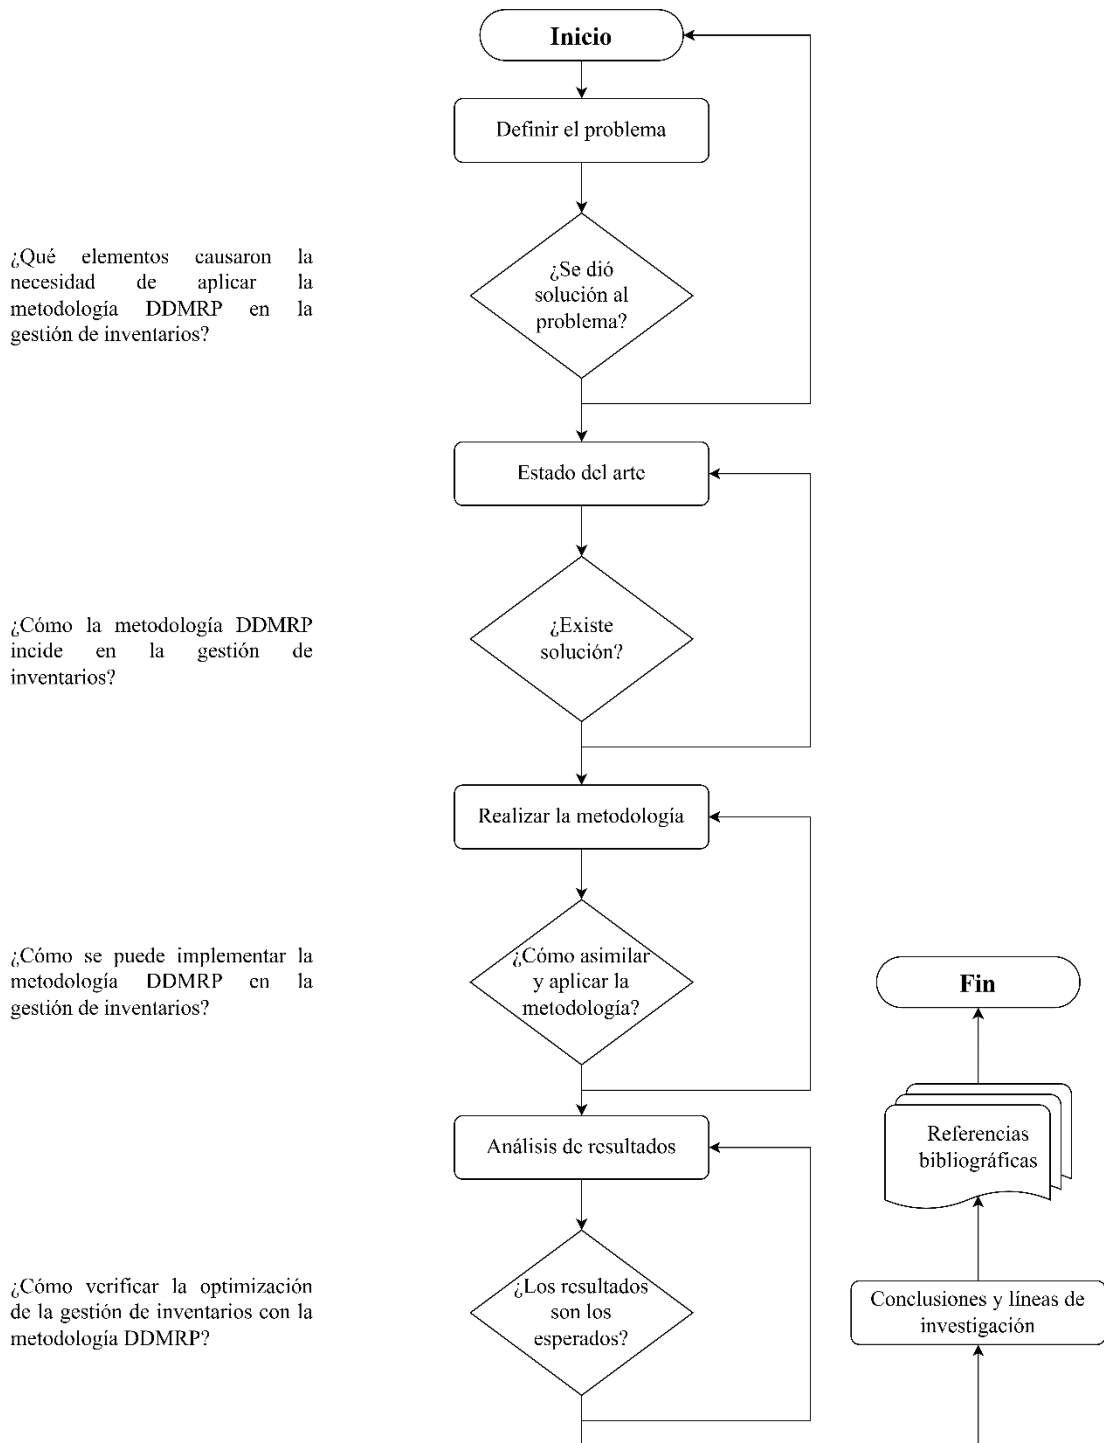 Inicio
Definir el problema
¿Qué elementos causaron la
necesidad de aplicar la
metodología DDMRP en la
gestión de inventarios?
¿Se dió
solución al
problema?
Estado del arte
¿Cómo la metodología DDMRP
incide en la gestión de
inventarios?
¿Existe
solución?
Realizar la metodología
¿Cómo se puede implementar la
metodología DDMRP en la
gestión de inventarios?
¿Cómo asimilar
y aplicar la
metodología?
Fin
Análisis de resultados
Referencias
bibliográficas
¿Cómo verificar la optimización
de la gestión de inventarios con la
metodología DDMRP?
¿Los resultados
son los
esperados?
Conclusiones y líneas de
investigación